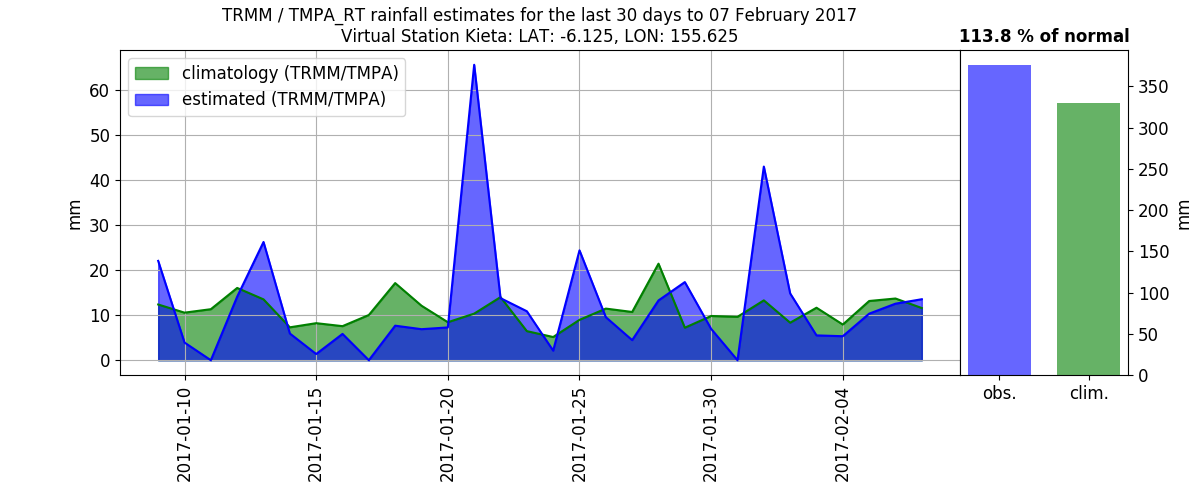 TRMM / TMPA_RT rainfall estimates for the last 30 days to 07 February 2017
Virtual Station Kieta: LAT: -6.125, LON: 155.625
113.8 % of normal
climatology (TRMM/TMPA)
estimated (TRMM/TMPA)
mm
60
50
40
30
20
10
0
2017-01-10
2017-01-15
2017-01-20
2017-01-25
2017-01-30
2017-02-04
350
300
250
200
150
100
50
0
mm
obs.
clim.